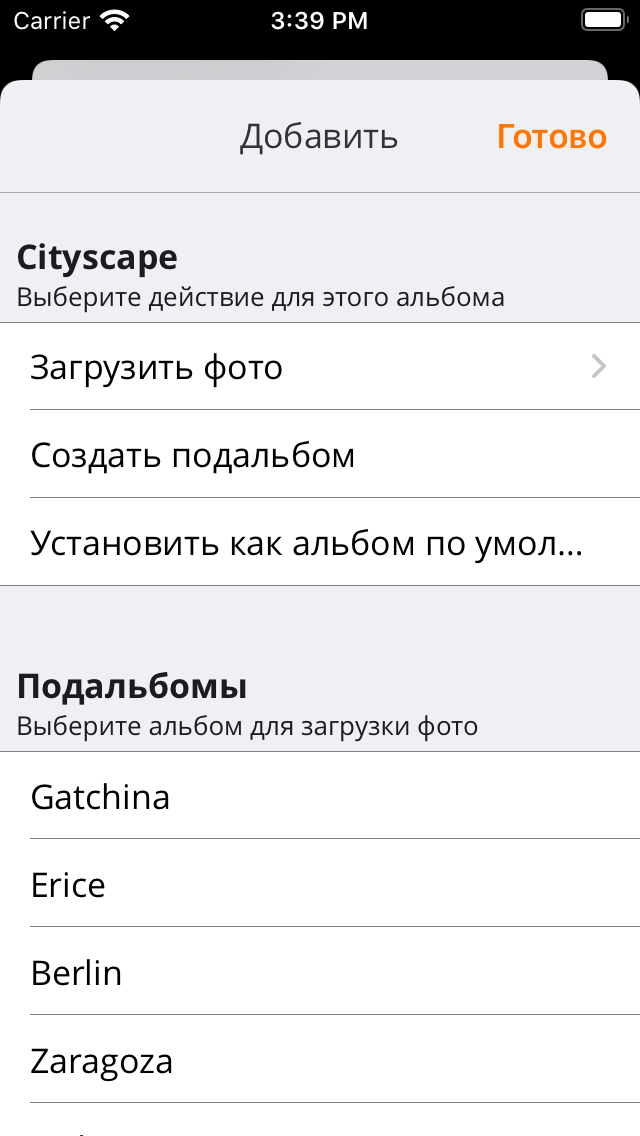 Carrier 3:39 PM
Добавить Готово
Cityscape
Выберите действие для этого альбома
Загрузить фото
Создать подальбом
Установить как альбом по умол...
Подальбомы
Выберите альбом для загрузки фото
Gatchina
Erice
Berlin
Zaragoza